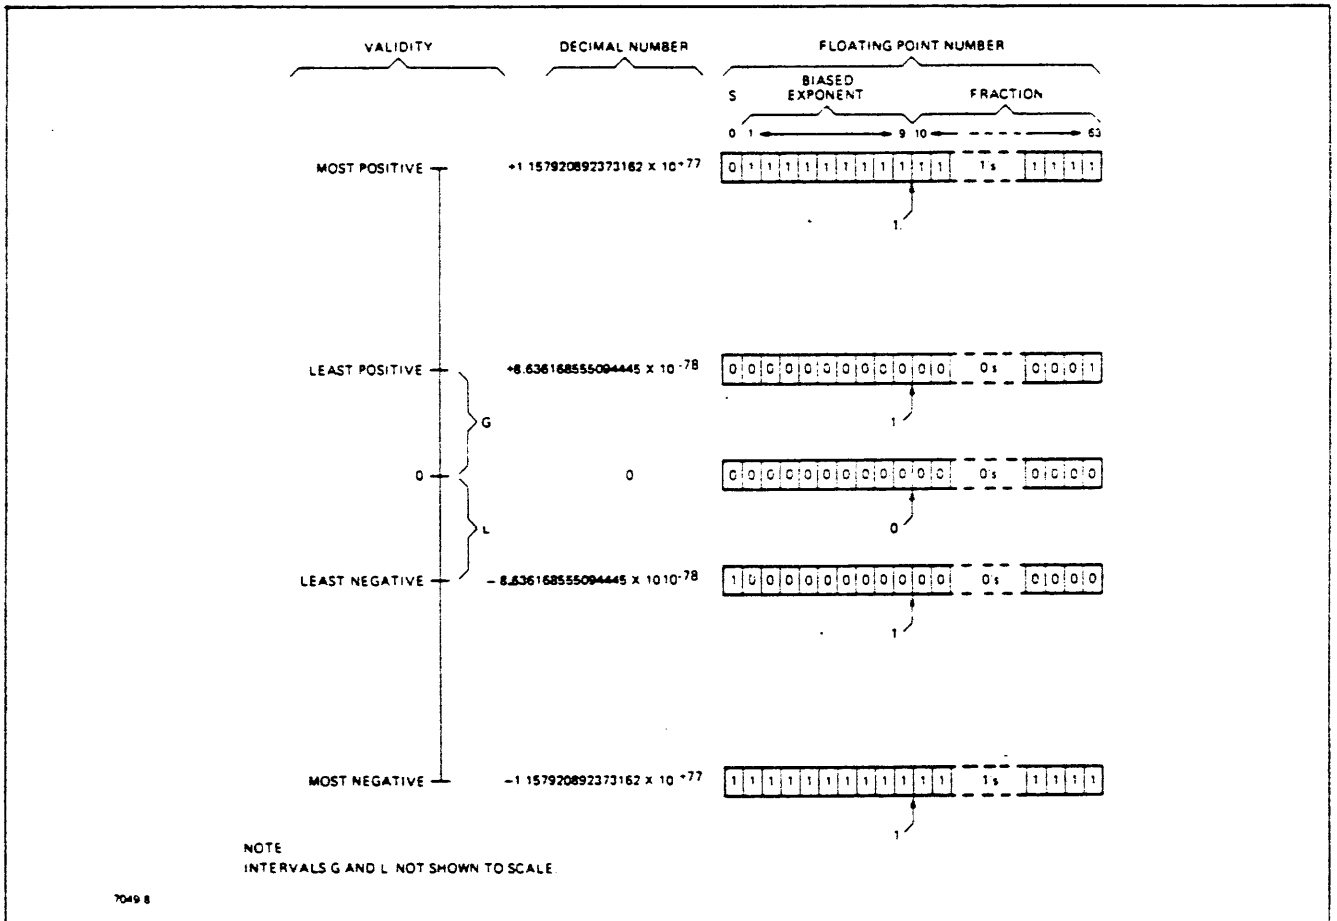 VALIDITY DECIMAL NUMBER FLOATING POINT NUMBER
BIASED
S EXPONENT FRACTION
0 1 9 10 63
MOST POSITIVE +1 157920892373162 X 10 +77 0 1 1 1 1 1 1 1 1 1 1 1 1's 1 1 1 1
1.
LEAST POSITIVE +8.636168555094445 X 10 -78 0 0 0 0 0 0 0 0 0 0 0 0 0's 0 0 0 1
G
1
0 0 0 0 0 0 0 0 0 0 0 0 0 0 0's 0 0 0 0
L
0
LEAST NEGATIVE - 8.636168555094445 X 10 10 -78 1 0 0 0 0 0 0 0 0 0 0 0 0's 0 0 0 0
1
MOST NEGATIVE -1 157920892373162 X 10 +77 1 1 1 1 1 1 1 1 1 1 1 1 1's 1 1 1 1
1
NOTE
INTERVALS G AND L NOT SHOWN TO SCALE.
7049 8